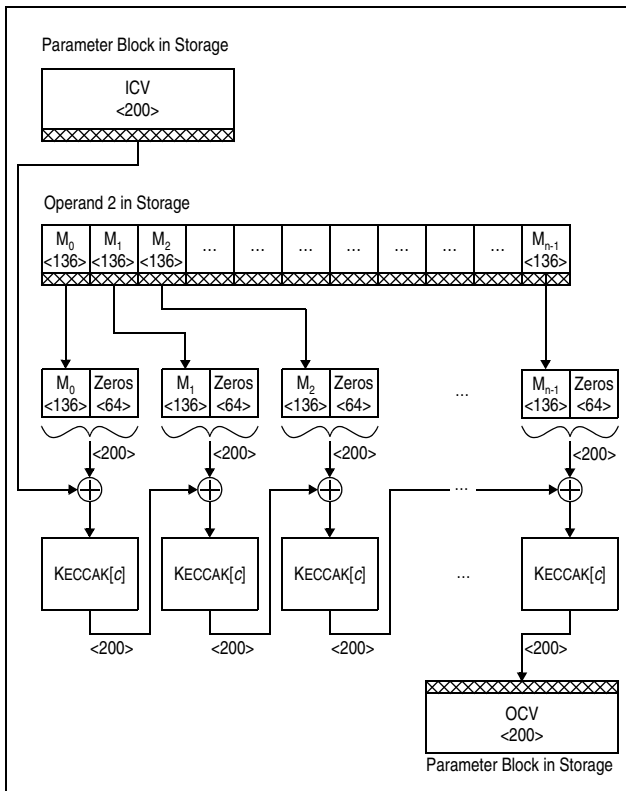 Parameter Block in Storage
ICV
<200>
Operand 2 in Storage
M0 M1 M2 ... ... ... ... ... ... ... Mn-1
<136> <136> <136> <136>
M0 Zeros M1 Zeros M2 Zeros Mn-1 Zeros
<136> <64> <136> <64> <136> <64> ... <136> <64>
<200> <200> <200> <200>
...
KECCAK[c] KECCAK[c] KECCAK[c] ... KECCAK[c]
<200> <200> <200> <200>
OCV
<200>
Parameter Block in Storage